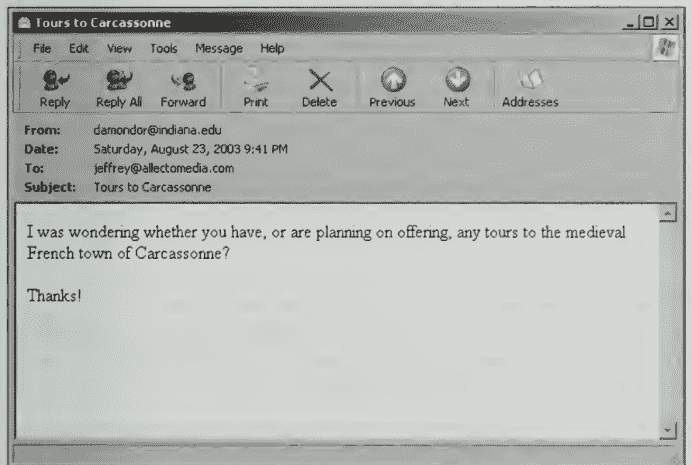 Tours to Carcassonne
File Edit View Tools Message Help
Reply Reply All Forward Print Delete Previous Next Addresses
From: damondor@indiana.edu
Date: Saturday, August 23, 2003 9:41 PM
To: jeffrey@allectomedia.com
Subject: Tours to Carcassonne
I was wondering whether you have, or are planning on offering, any tours to the medieval
French town of Carcassonne?
Thanks!